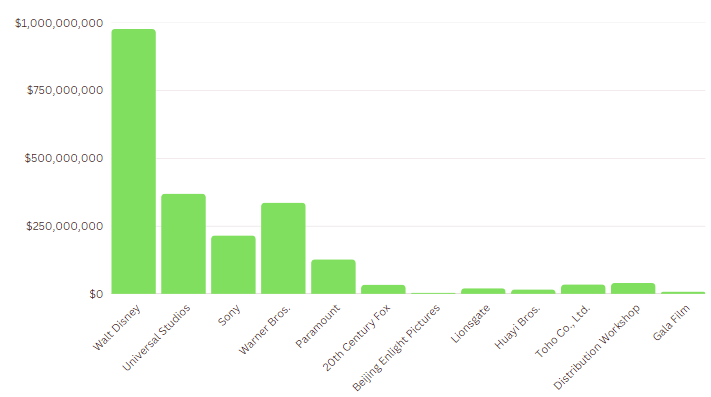 $1,000,000,000
$750,000,000
$500,000,000
$250,000,000
$0
Walt Disney
Universal Studios
Sony
Warner Bros.
Paramount
20th Century Fox
Beijing Enlight Pictures
Lionsgate
Huayi Bros.
Toho Co., Ltd.
Distribution Workshop
Gala Film